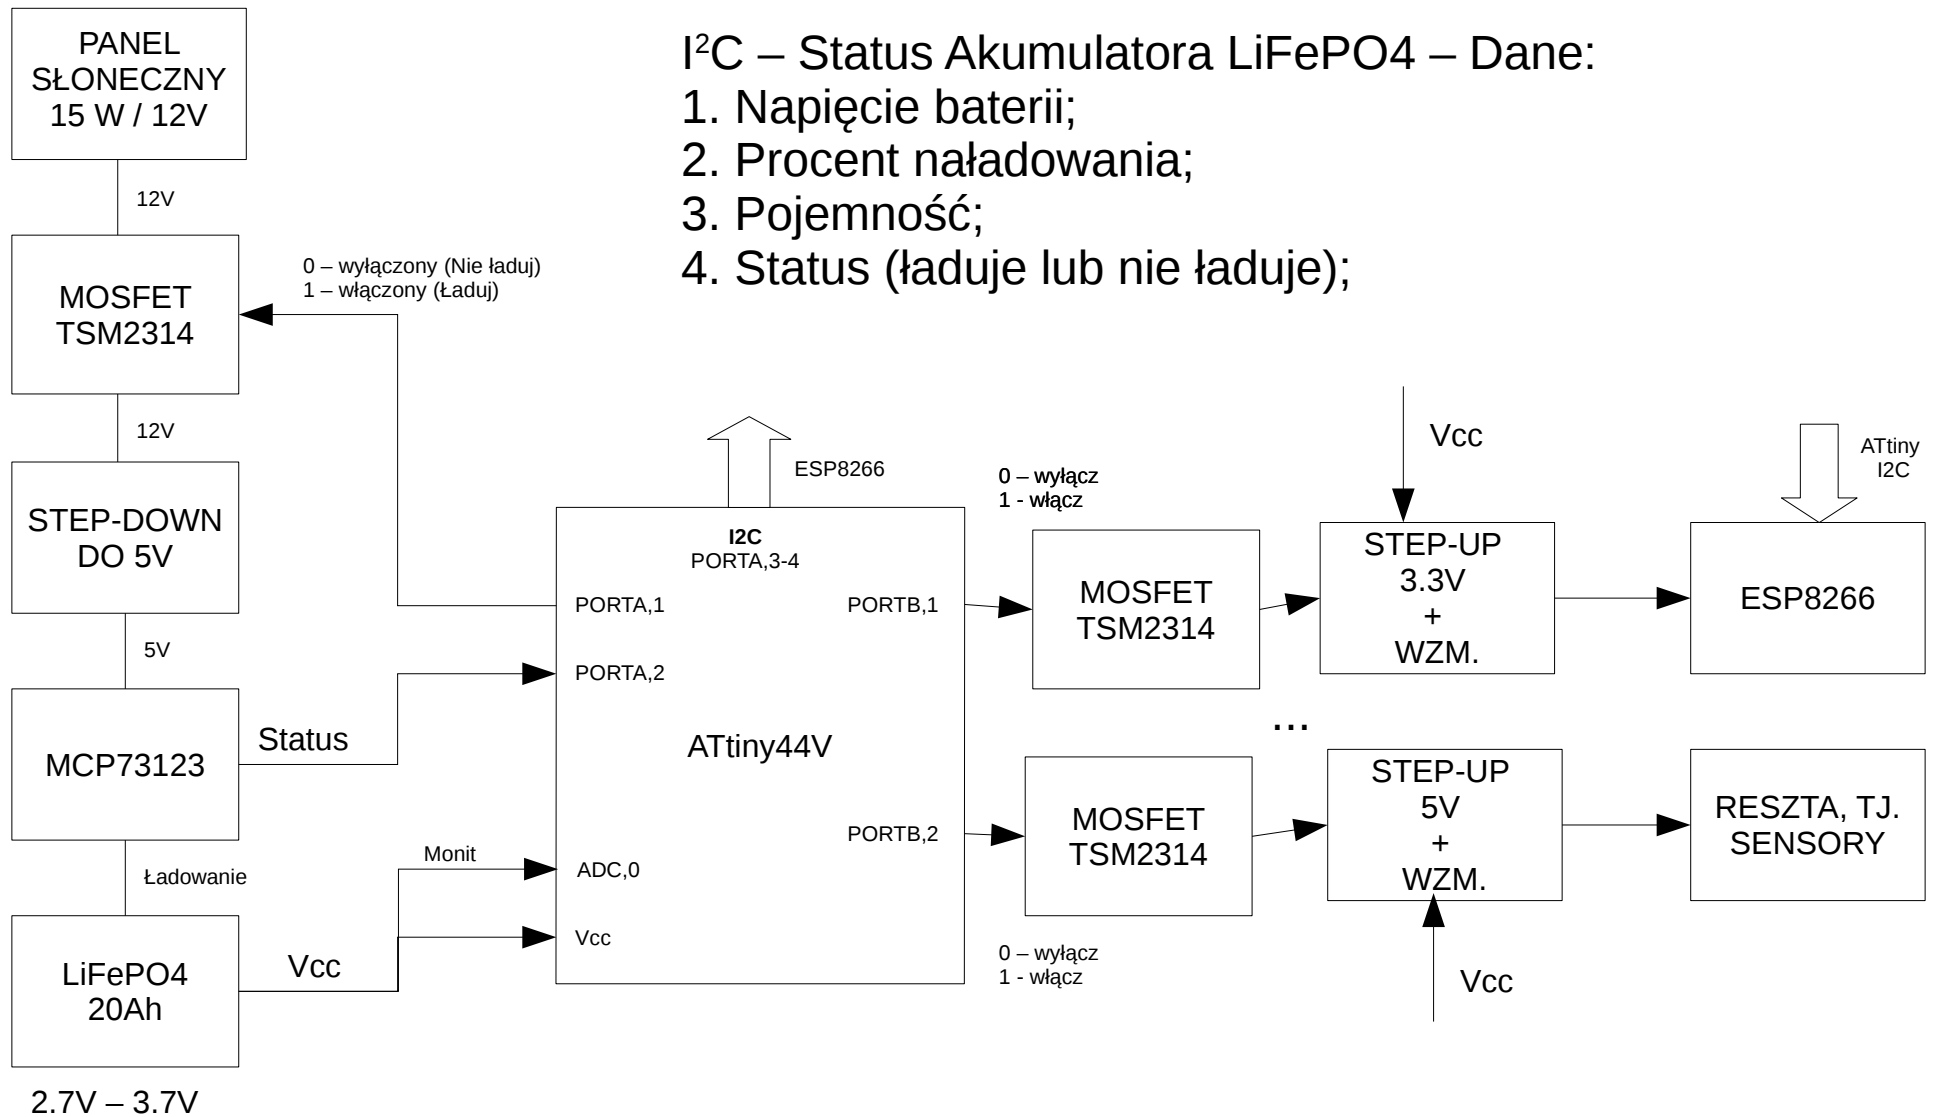 PANEL
SŁONECZNY
15 W / 12V
I²C – Status Akumulatora LiFePO4 – Dane:
1. Napięcie baterii;
2. Procent naładowania;
3. Pojemność;
4. Status (ładuje lub nie ładuje);
12V
MOSFET
TSM2314
0 – wyłączony (Nie ładuj)
1 – włączony (Ładuj)
12V
STEP-DOWN
DO 5V
5V
MCP73123
Status
Ładowanie
LiFePO4
20Ah
2.7V – 3.7V
Vcc
Monit
ESP8266
I2C
PORTA,3-4
PORTA,1
PORTA,2
ADC,0
Vcc
ATtiny44V
PORTB,1
PORTB,2
0 – wyłącz
1 - włącz
MOSFET
TSM2314
Vcc
STEP-UP
3.3V
+
WZM.
ATtiny
I2C
ESP8266
...
MOSFET
TSM2314
0 – wyłącz
1 - włącz
STEP-UP
5V
+
WZM.
Vcc
RESZTA, TJ.
SENSORY